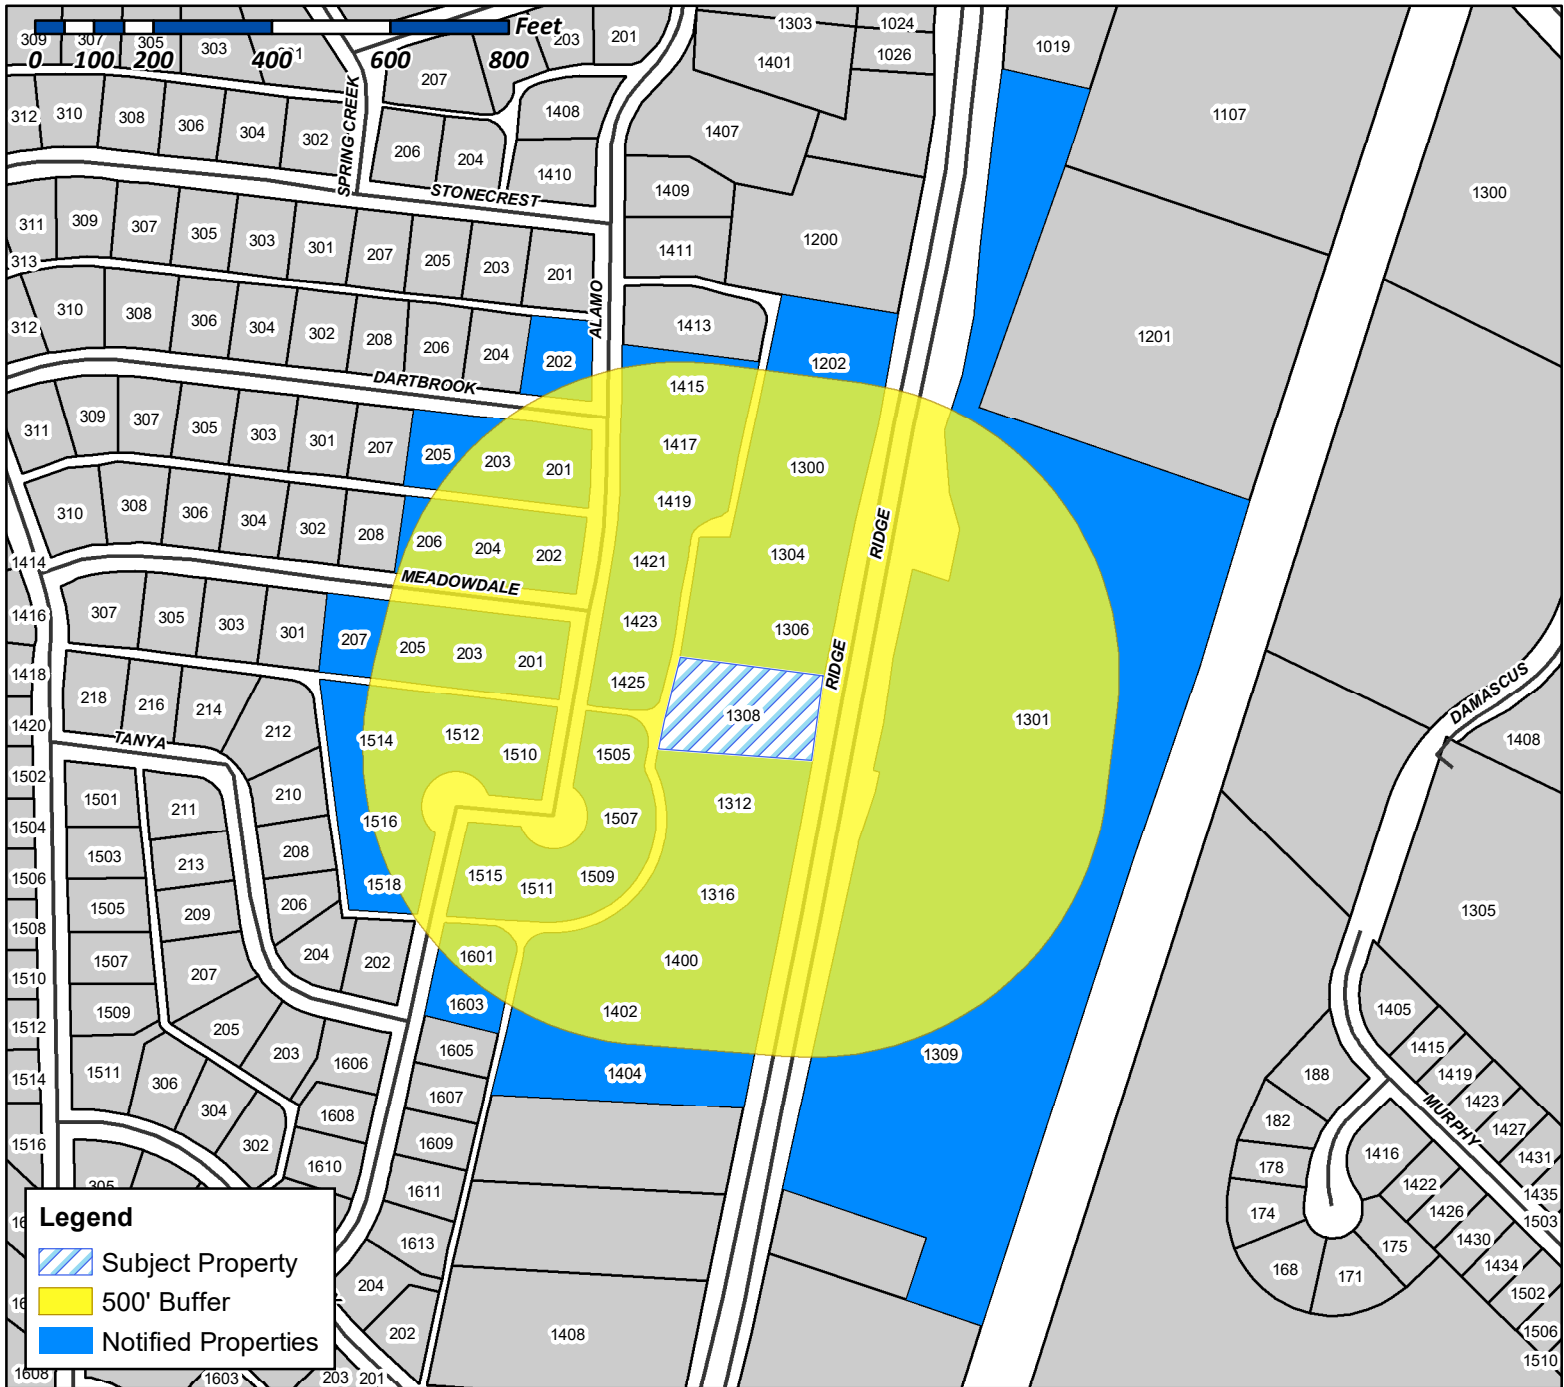 309 307 305 303 301 Feet 203 201 1303 1024
0 100 200 400 600 800
207 1401 1026 1019
312 310 308 306 304 302 SPRING CREEK 206 204 1408 1407 1107
STONECREST 1410 1409 1300
311 309 307 305 303 301 207 205 203 201 1411 1200
313
312 310 308 306 304 302 208 206 204 202 ALAMO 1413 1202 1201
DARTBROOK 1415
311 309 307 305 303 301 207 205 203 201 1417 1300
1419
310 308 306 304 302 208 206 204 202 1421 1304 RIDGE
1414 MEADOWDALE
1416 307 305 303 301 207 205 203 201 1423 1306 RIDGE
1418 218 216 214 212 1425 1308 1301 DAMASCUS
1420 TANYA 1514 1512 1510 1505 1408
1502 1501 211 210 1516 1507 1312
1504 1503 213 208 1518 1515 1511 1509 1316
1506 1505 209 206 1305
1508 1507 207 204 202 1601 1400
1510 1509 205 1603 1402 1405
1512 203 1606 1605 1309 1415
1514 1511 306 304 1608 1607 1404 188 1419
1516 302 1610 1609 182 1423 MURPHY 1427
305 1611 178 1416 1431
174 1422 1435
1613 1426 1503
175 1430
204 168 171 1434
1502
202 1408 1506
1608 1603 203 201 1510
Legend
Subject Property
500' Buffer
Notified Properties